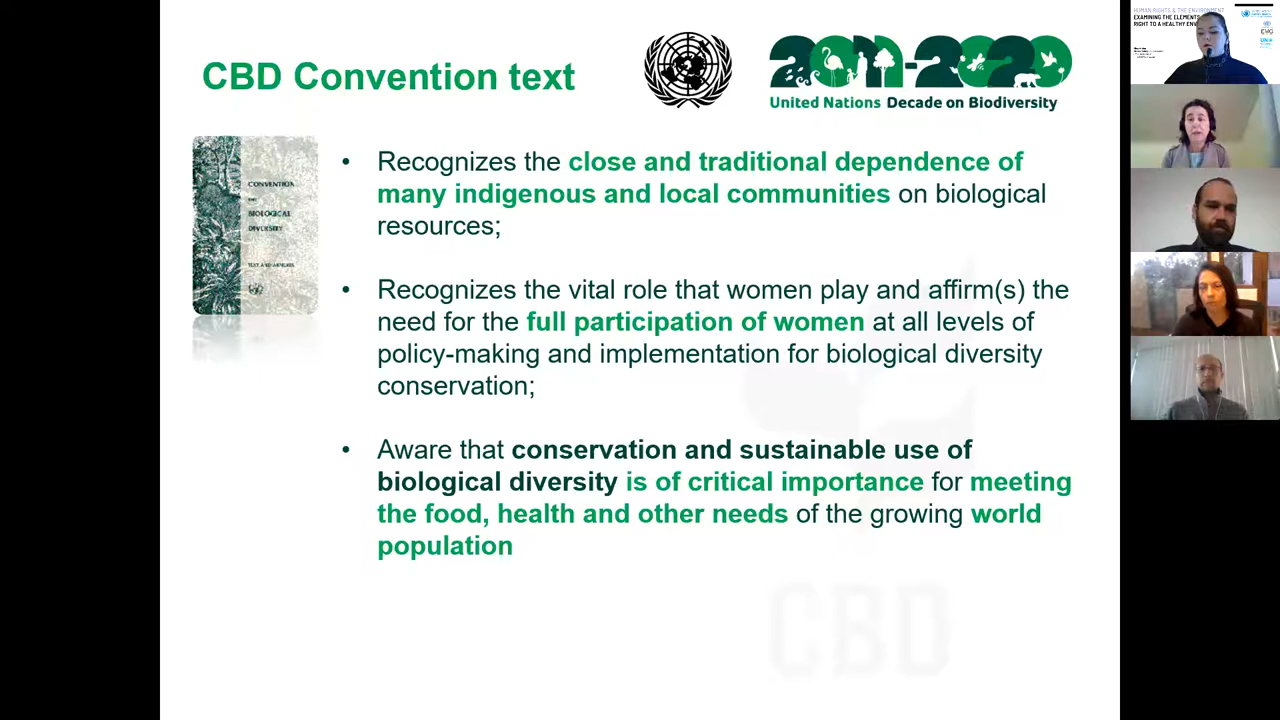 CBD Convention text
2011-2020
United Nations Decade on Biodiversity
CONVENTION
BIOLOGICAL
DIVERSITY
TEXT AND ANNEXES
• Recognizes the close and traditional dependence of
many indigenous and local communities on biological
resources;
• Recognizes the vital role that women play and affirm(s) the
need for the full participation of women at all levels of
policy-making and implementation for biological diversity
conservation;
• Aware that conservation and sustainable use of
biological diversity is of critical importance for meeting
the food, health and other needs of the growing world
population
CBD
HUMAN RIGHTS & THE ENVIRONMENT
EXAMINING THE ELEMENTS
RIGHT TO A HEALTHY
EMG